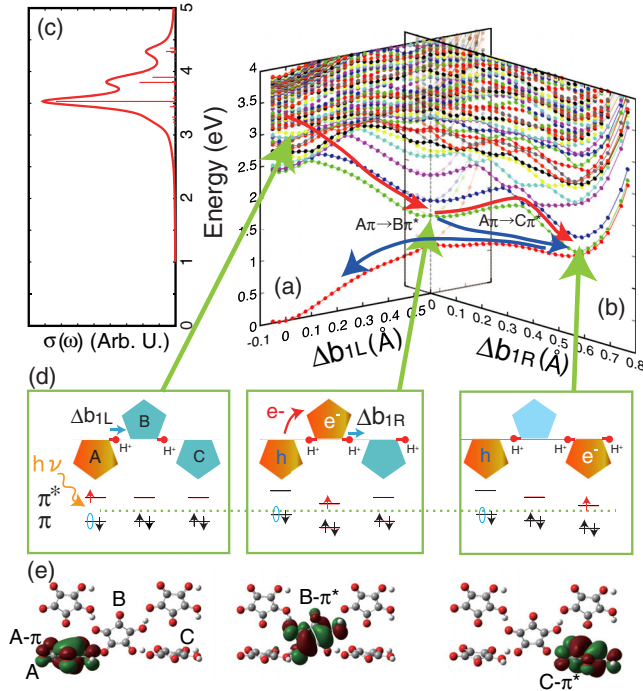 (c)
5
4
3
2
1
0
Energy (eV)
σ(ω) (Arb. U.)
4
3.5
3.0
2.5
2
1.5
1
0.5
0
-0.1 0 0.1 0.2 0.3 0.4 0.5
0 0.1 0.2 0.3 0.4 0.5 0.6 0.7 0.8
Δb1L(Å)
Δb1R(Å)
(a)
(b)
Aπ→Bπ*
Aπ→Cπ*
(d)
Δb1L
B
A
C
H+
H+
hν
π*
π
e-
e-
Δb1R
h
H+
H+
h
e-
H+
H+
(e)
A-π
A
B
C
B-π*
C-π*